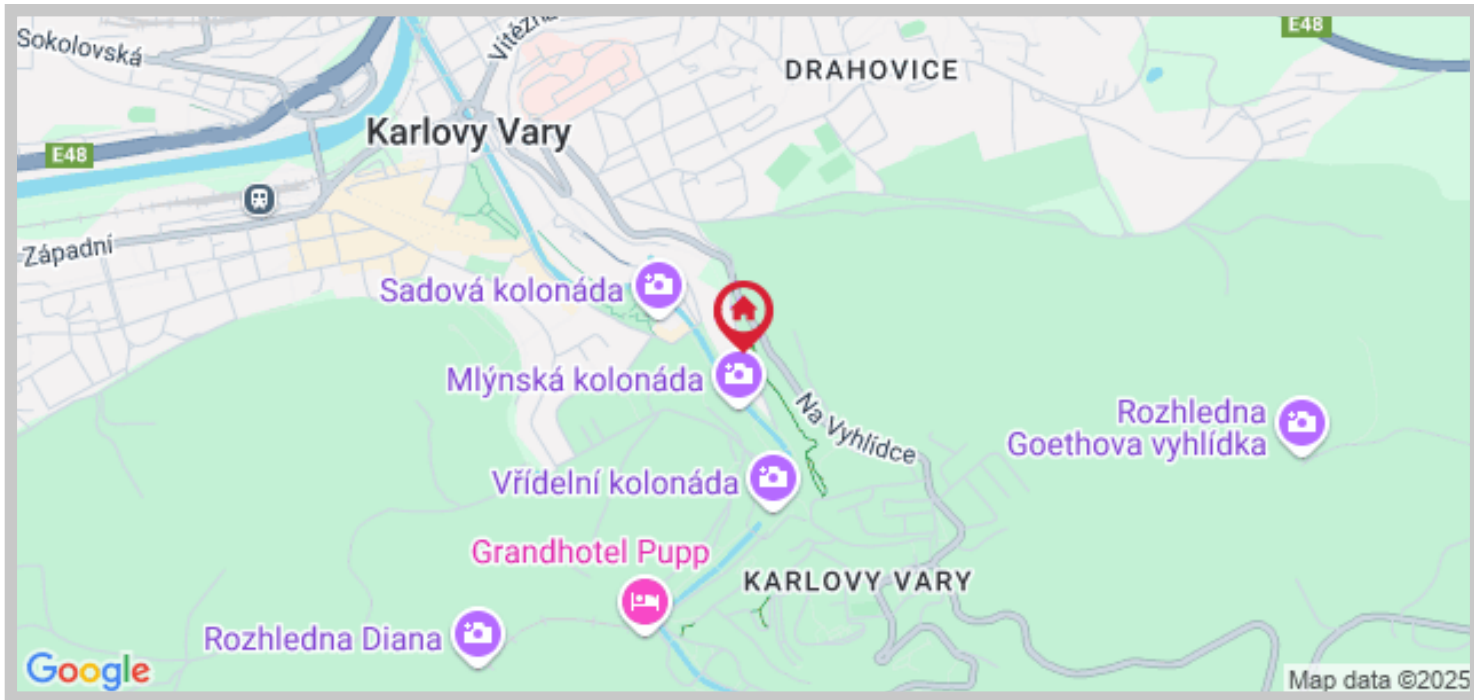 Sokolovská
Vítězná
E48
DRAHOVICE
Karlovy Vary
E48
Západní
Sadová kolonáda
Mlýnská kolonáda
Na Vyhlídce
Rozhledna
Goethova vyhlídka
Vřídelní kolonáda
Grandhotel Pupp
KARLOVY VARY
Rozhledna Diana
Google
Map data ©2025